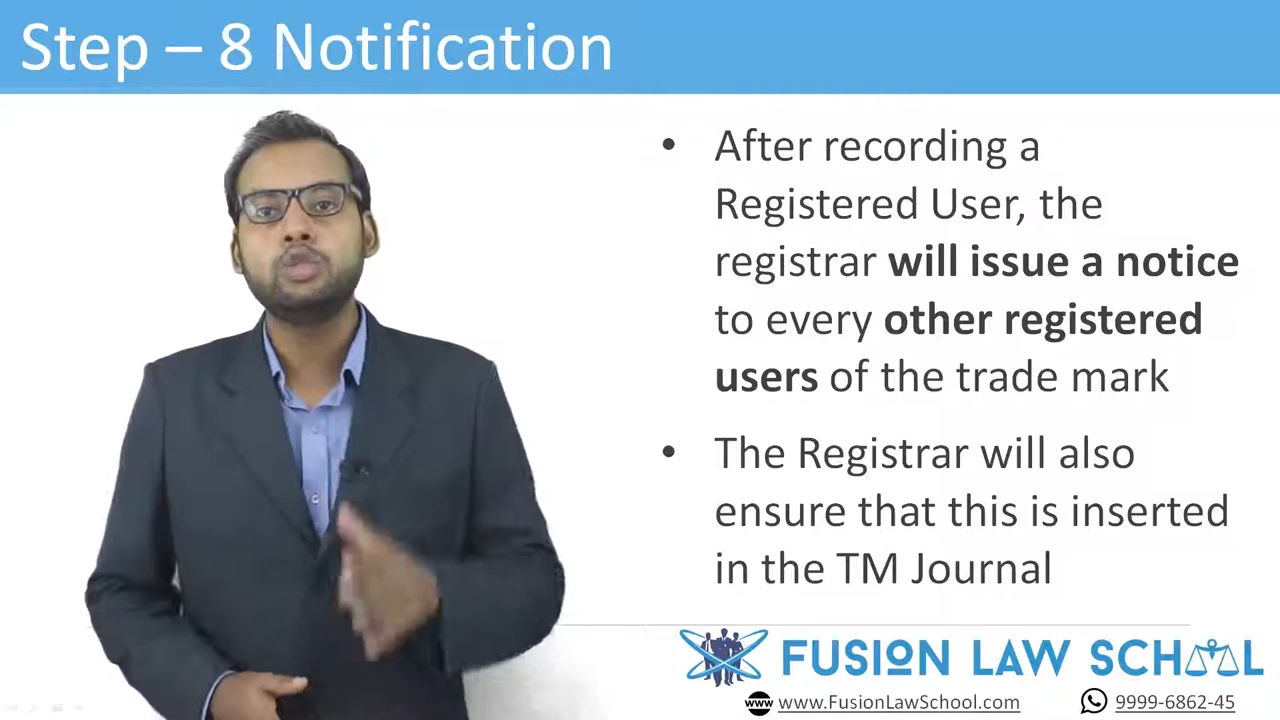 Step – 8 Notification
• After recording a
Registered User, the
registrar will issue a notice
to every other registered
users of the trade mark
• The Registrar will also
ensure that this is inserted
in the TM Journal
FUSION LAW SCHOOL
www.FusionLawSchool.com
9999-6862-45